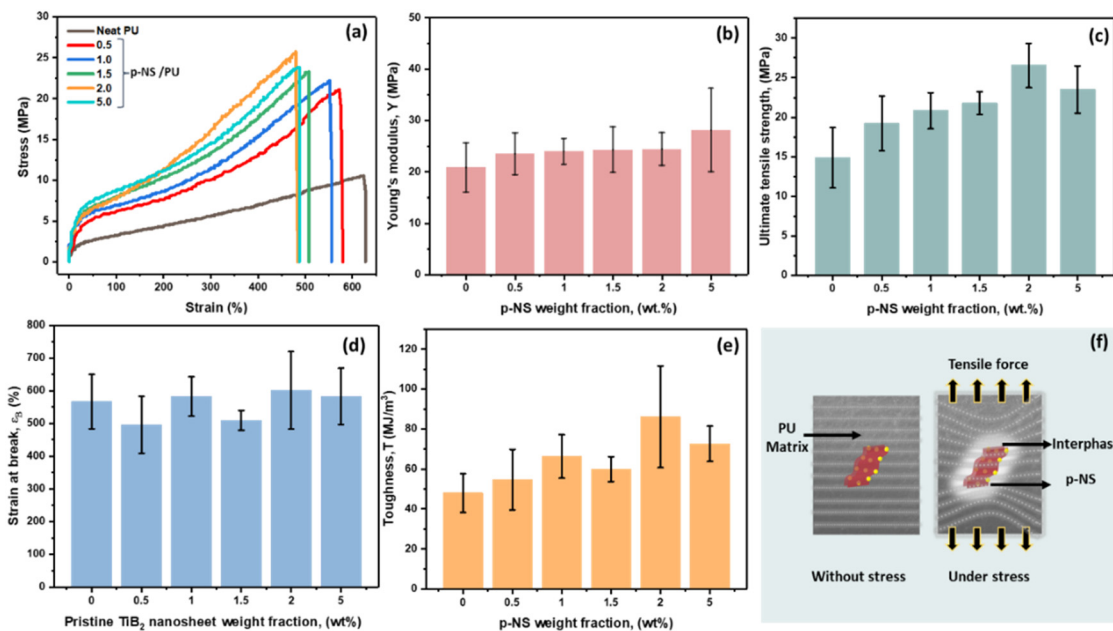 (a)
Stress (MPa)
30
25
20
15
10
5
0
Neat PU
0.5
1.0
1.5
2.0
5.0
p-NS /PU
0 100 200 300 400 500 600
Strain (%)
(b)
Young's modulus, Y (MPa)
50
40
30
20
10
0
0 0.5 1 1.5 2 5
p-NS weight fraction, (wt.%)
(c)
Ultimate tensile strength, (MPa)
30
25
20
15
10
5
0
0 0.5 1 1.5 2 5
p-NS weight fraction, (wt.%)
(d)
Strain at break, ε_B (%)
800
700
600
500
400
300
200
100
0
0 0.5 1 1.5 2 5
Pristine TiB₂ nanosheet weight fraction, (wt%)
(e)
Toughness, T (MJ/m³)
120
100
80
60
40
20
0
0 0.5 1 1.5 2 5
p-NS weight fraction, (wt%)
(f)
Tensile force
PU
Matrix
Interphas
p-NS
Without stress
Under stress